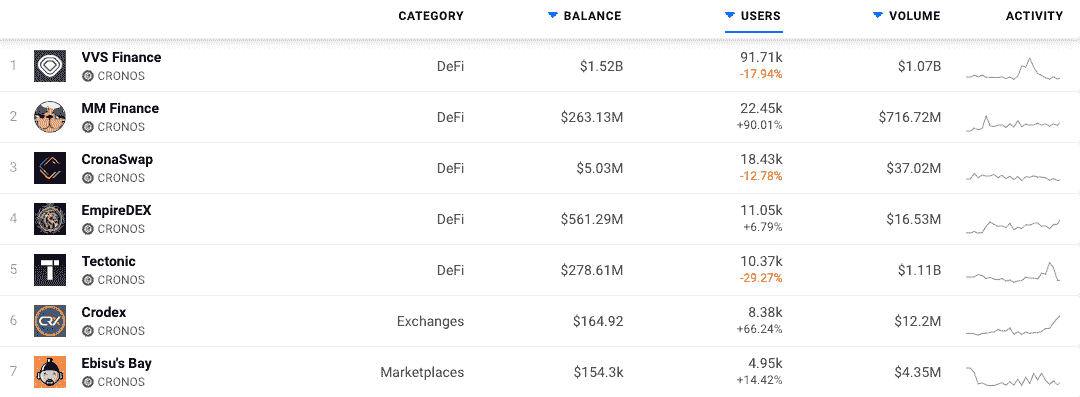 CATEGORY BALANCE USERS VOLUME ACTIVITY
1 VVS Finance CRONOS DeFi $1.52B 91.71k -17.94% $1.07B
2 MM Finance CRONOS DeFi $263.13M 22.45k +90.01% $716.72M
3 CronaSwap CRONOS DeFi $5.03M 18.43k -12.78% $37.02M
4 EmpireDEX CRONOS DeFi $561.29M 11.05k +6.79% $16.53M
5 Tectonic CRONOS DeFi $278.61M 10.37k -29.27% $1.11B
6 CRX Crodex CRONOS Exchanges $164.92 8.38k +66.24% $12.2M
7 Ebisu's Bay CRONOS Marketplaces $154.3k 4.95k +14.42% $4.35M